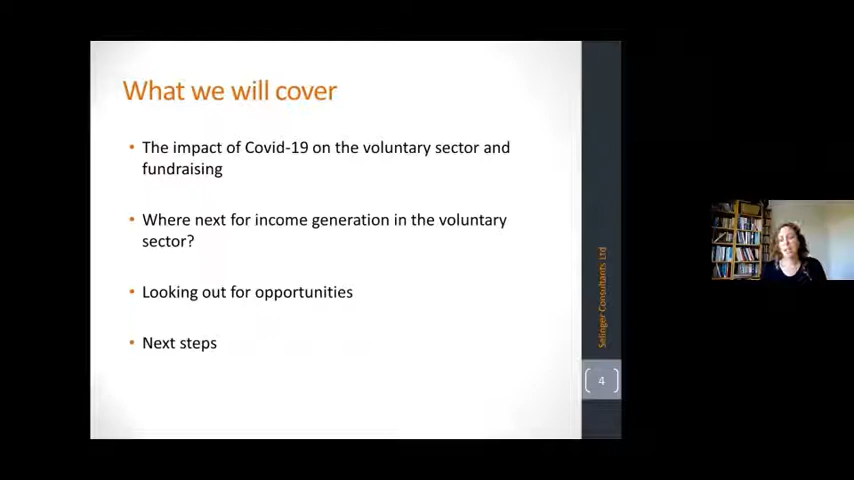 What we will cover
• The impact of Covid-19 on the voluntary sector and
fundraising
• Where next for income generation in the voluntary
sector?
• Looking out for opportunities
• Next steps
Selinger Consultants Ltd
4